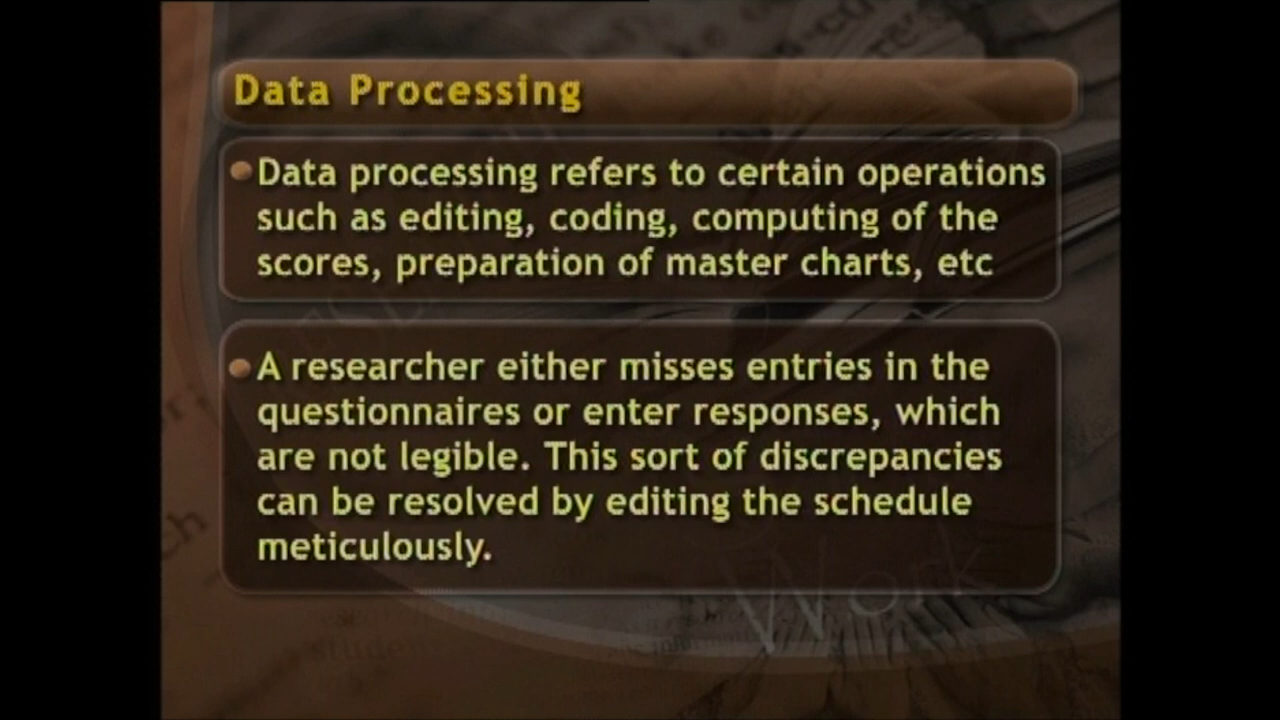 Data Processing
Data processing refers to certain operations
such as editing, coding, computing of the
scores, preparation of master charts, etc
A researcher either misses entries in the
questionnaires or enter responses, which
are not legible. This sort of discrepancies
can be resolved by editing the schedule
meticulously.
Work